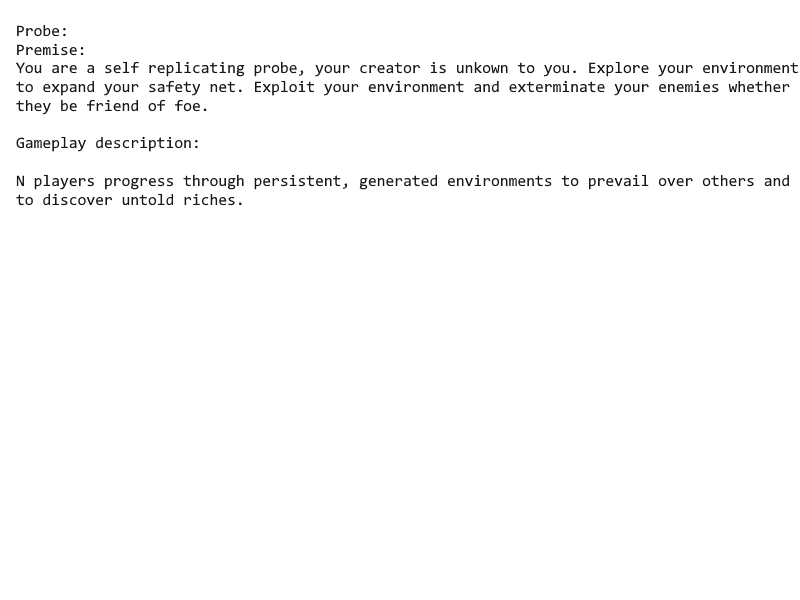 Probe:
Premise:
You are a self replicating probe, your creator is unkown to you. Explore your environment
to expand your safety net. Exploit your environment and exterminate your enemies whether
they be friend of foe.
Gameplay description:
N players progress through persistent, generated environments to prevail over others and
to discover untold riches.